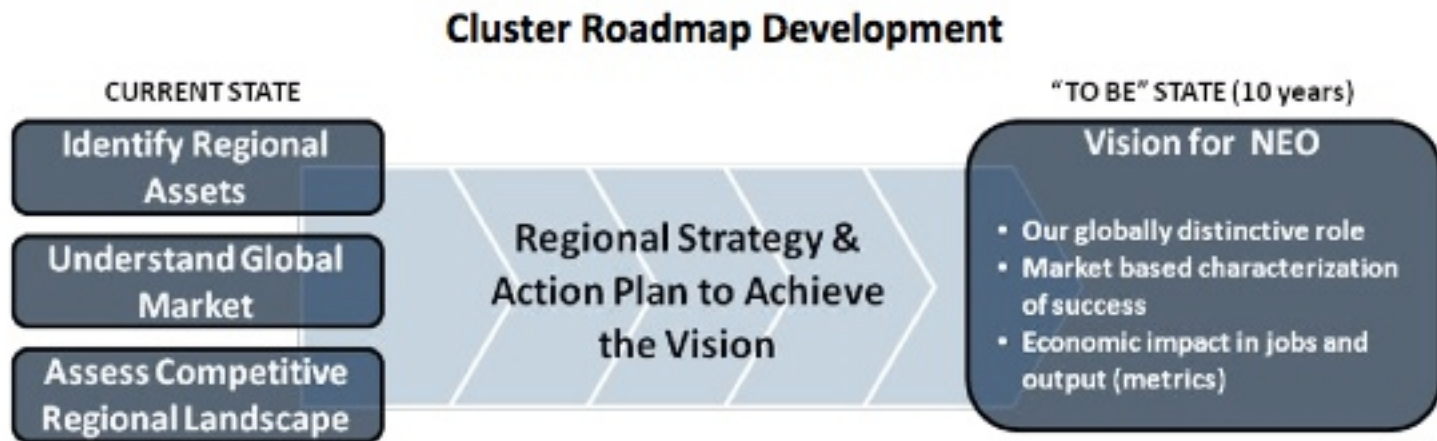 Cluster Roadmap Development
CURRENT STATE
Identify Regional
Assets
Understand Global
Market
Assess Competitive
Regional Landscape
Regional Strategy &
Action Plan to Achieve
the Vision
"TO BE" STATE (10 years)
Vision for NEO
• Our globally distinctive role
• Market based characterization
of success
• Economic impact in jobs and
output (metrics)